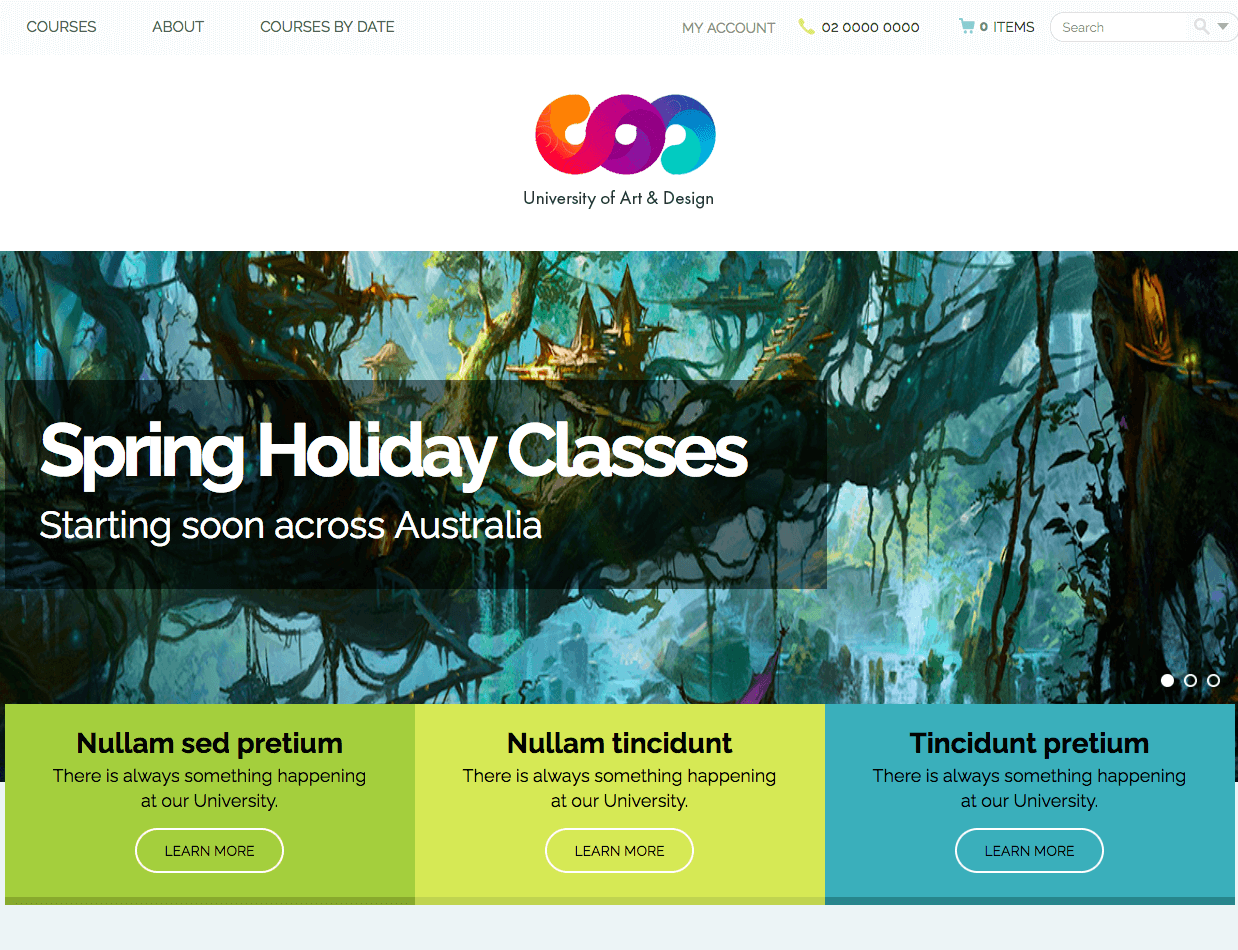 COURSES ABOUT COURSES BY DATE MY ACCOUNT 02 0000 0000 0 ITEMS Search
University of Art & Design
Spring Holiday Classes
Starting soon across Australia
Nullam sed pretium
There is always something happening
at our University.
LEARN MORE
Nullam tincidunt
There is always something happening
at our University.
LEARN MORE
Tincidunt pretium
There is always something happening
at our University.
LEARN MORE